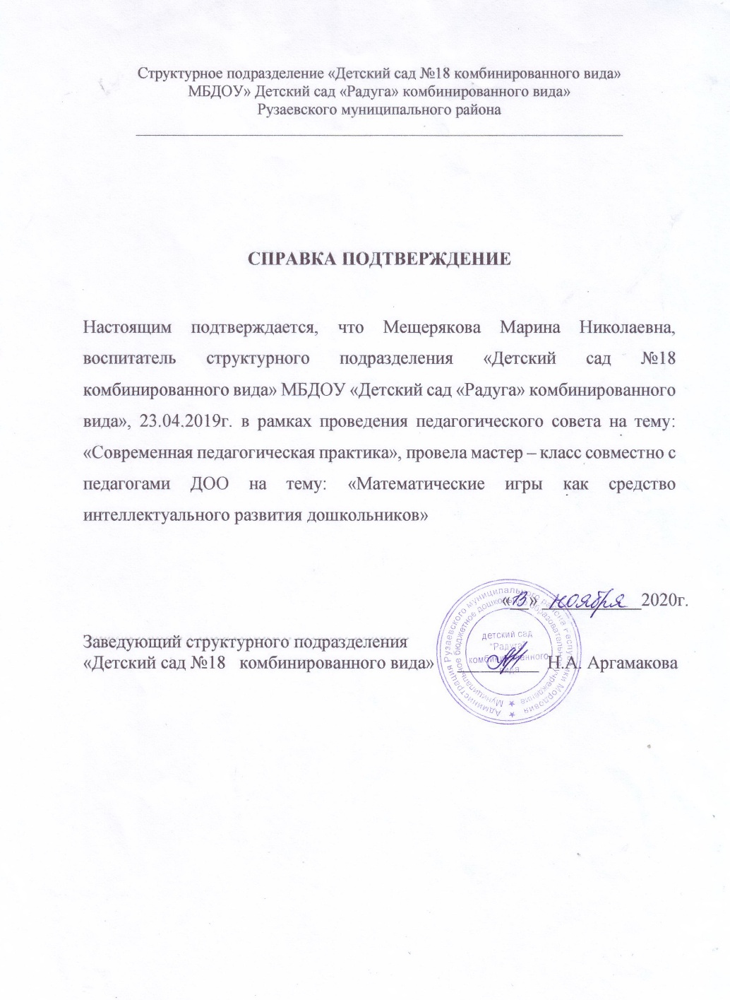 Структурное подразделение «Детский сад №18 комбинированного вида»
МБДОУ» Детский сад «Радуга» комбинированного вида»
Рузаевского муниципального района
СПРАВКА ПОДТВЕРЖДЕНИЕ
Настоящим подтверждается, что Мещерякова Марина Николаевна,
воспитатель структурного подразделения «Детский сад №18
комбинированного вида» МБДОУ «Детский сад «Радуга» комбинированного
вида», 23.04.2019г. в рамках проведения педагогического совета на тему:
«Современная педагогическая практика», провела мастер – класс совместно с
педагогами ДОО на тему: «Математические игры как средство
интеллектуального развития дошкольников»
«13» ноября 2020г.
Заведующий структурного подразделения
«Детский сад №18 комбинированного вида» Н.А. Аргамакова
Администрация Рузаевского муниципального района Республики Мордовия
Муниципальное бюджетное дошкольное образовательное учреждение
детский сад
"Радуга"
комбинированного
вида